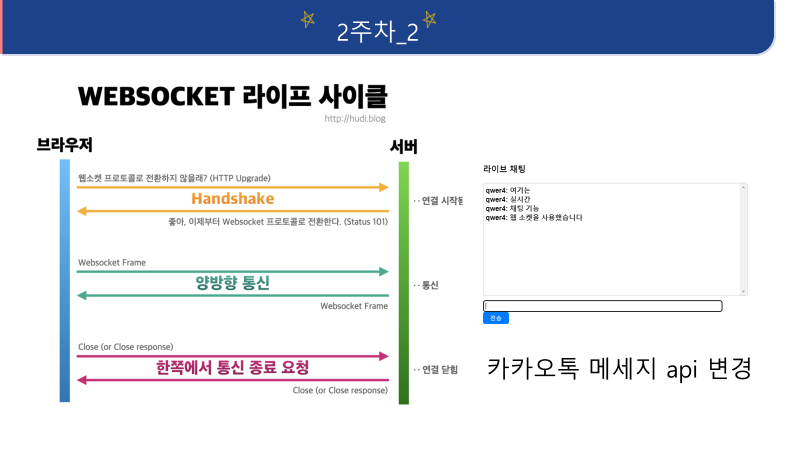 2주차_2
WEBSOCKET 라이프 사이클
http://hudi.blog
브라우저
서버
웹소켓 프로토콜로 전환하지 않을래? (HTTP Upgrade)
Handshake
좋아, 이제부터 Websocket 프로토콜로 전환한다. (Status 101)
연결 시작됨
Websocket Frame
양방향 통신
Websocket Frame
통신
Close (or Close response)
한쪽에서 통신 종료 요청
Close (or Close response)
연결 닫힘
라이브 채팅
qwer4: 여기는
qwer4: 실시간
qwer4: 채팅 기능
qwer4: 웹 소켓을 사용했습니다
전송
카카오톡 메세지 api 변경